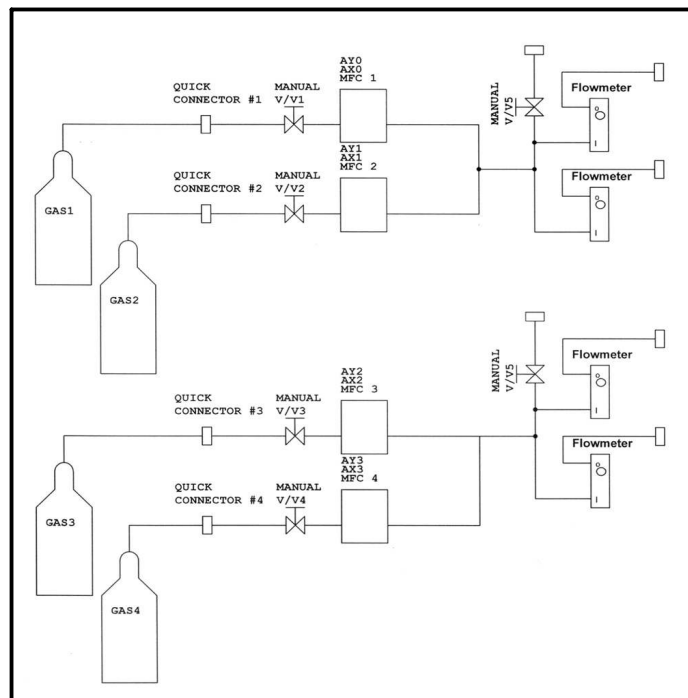 AY0
AX0
MFC 1
QUICK
CONNECTOR #1
MANUAL
V/V1
MANUAL
V/V5
Flowmeter
O
I
GAS1
AY1
AX1
MFC 2
QUICK
CONNECTOR #2
MANUAL
V/V2
Flowmeter
O
I
GAS2
AY2
AX2
MFC 3
QUICK
CONNECTOR #3
MANUAL
V/V3
MANUAL
V/V5
Flowmeter
O
I
GAS3
AY3
AX3
MFC 4
QUICK
CONNECTOR #4
MANUAL
V/V4
Flowmeter
O
I
GAS4